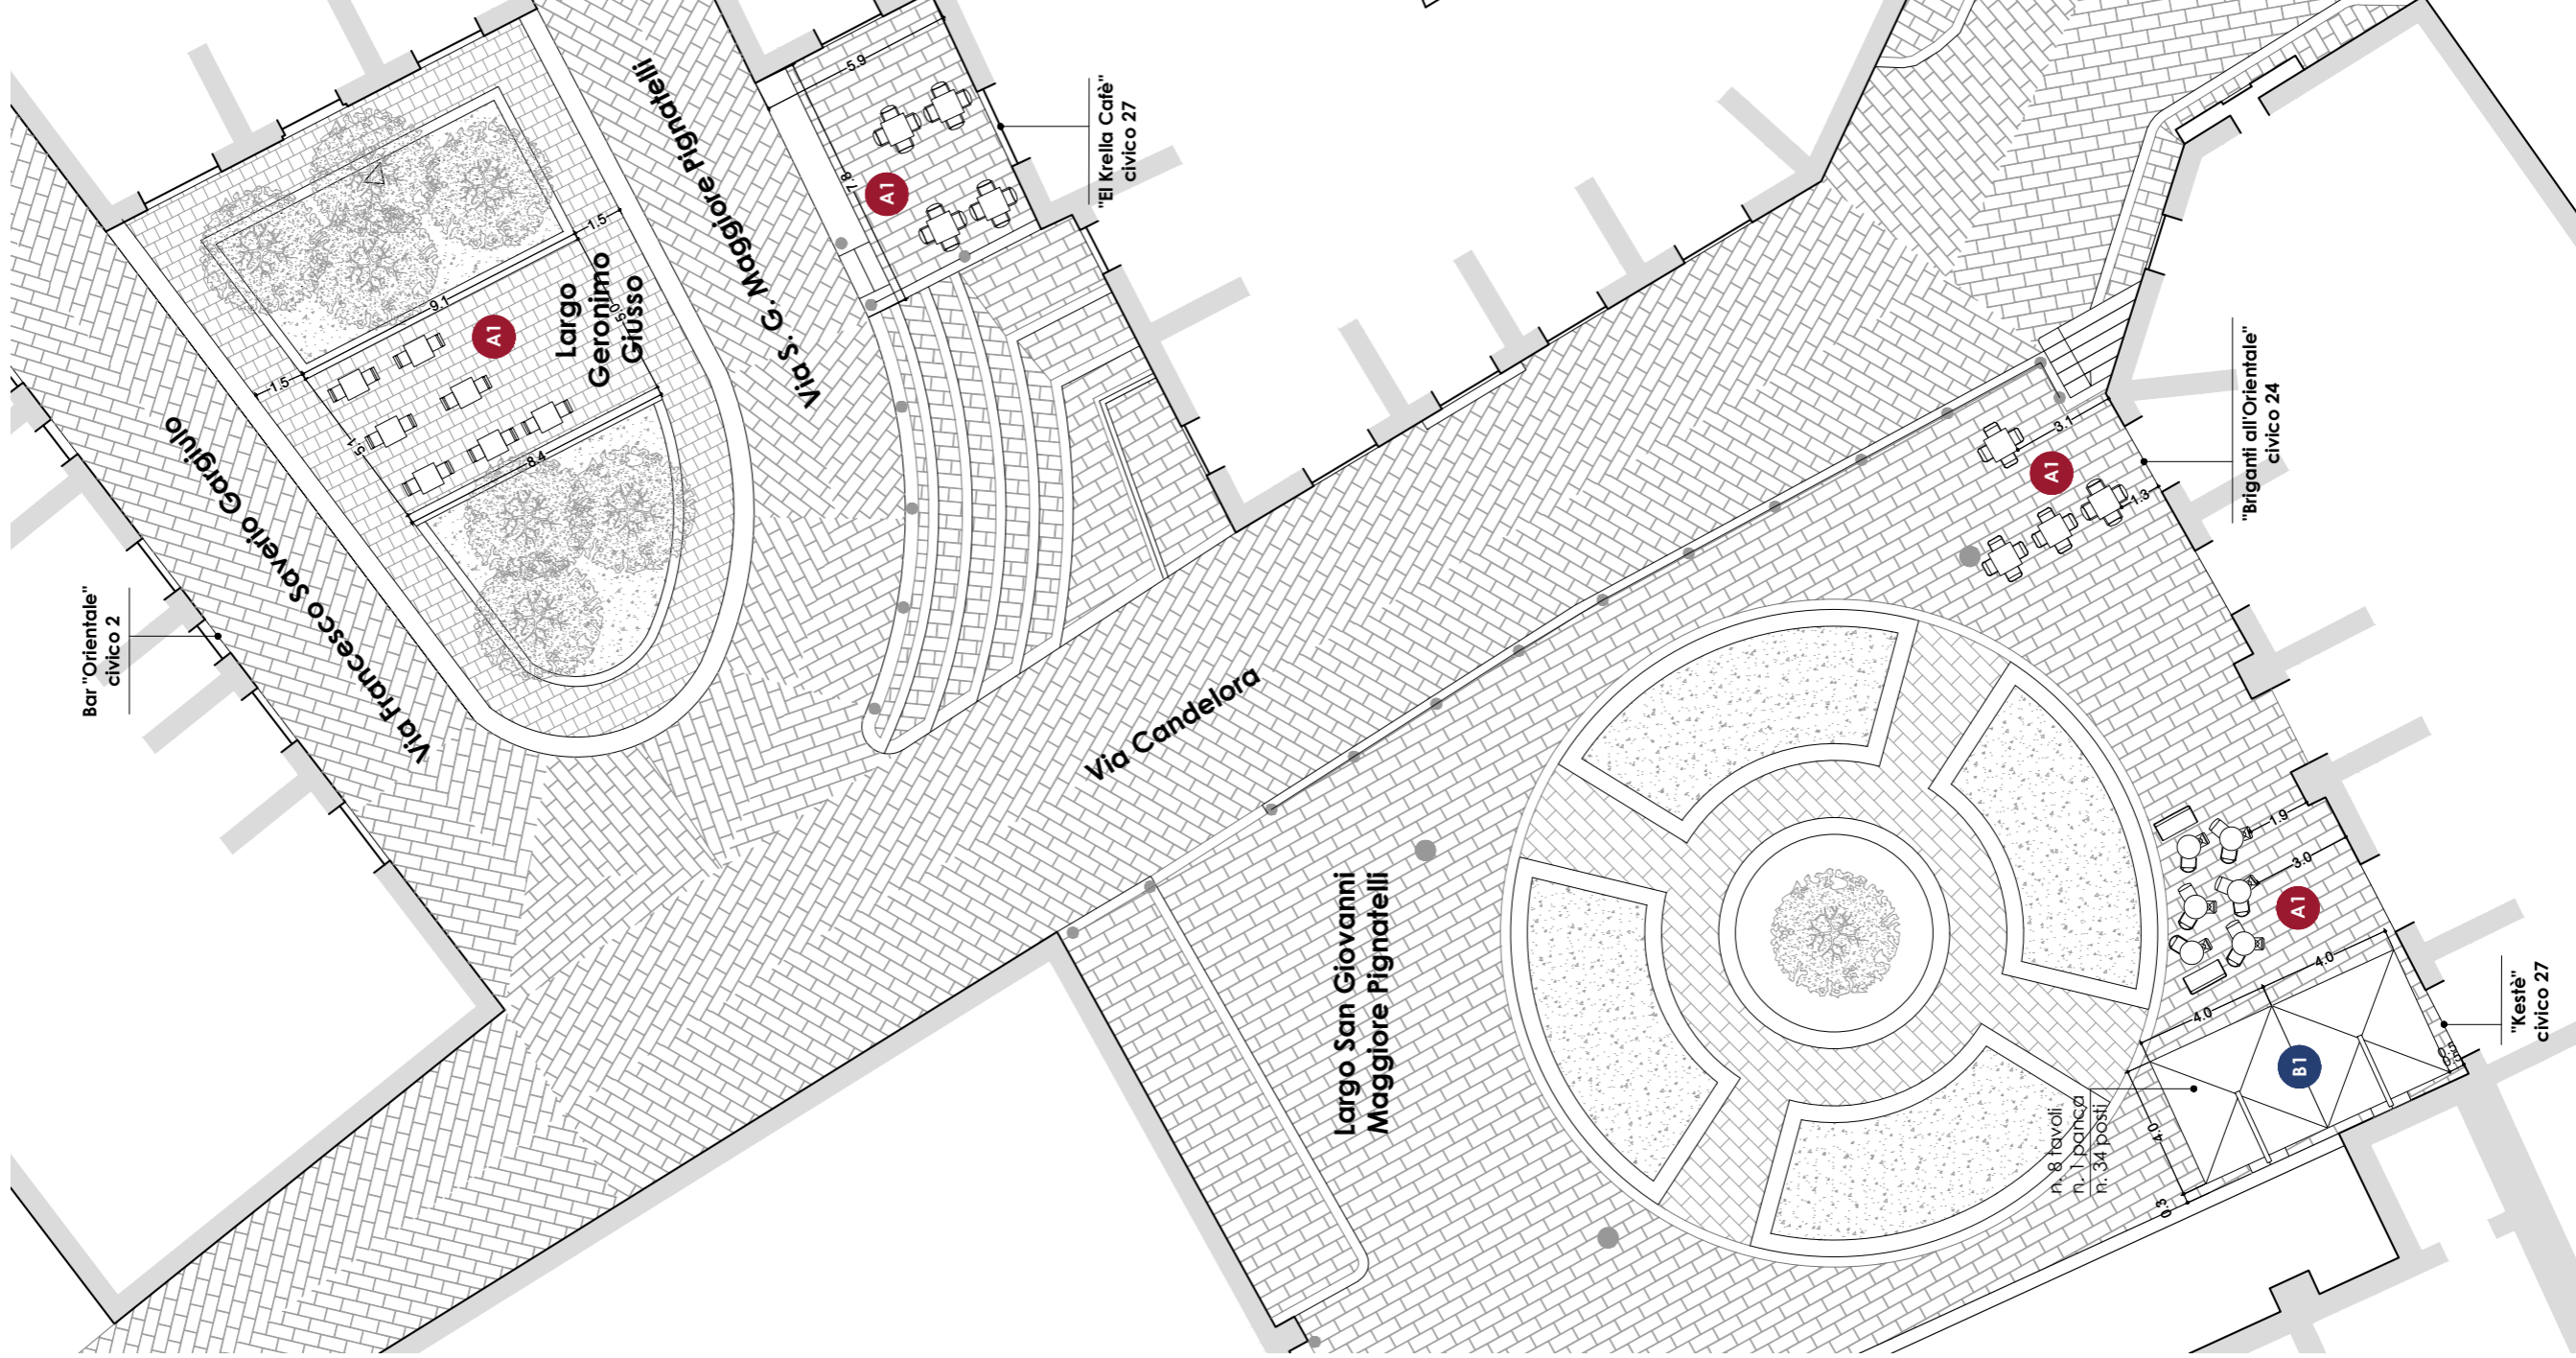 Bar "Orientale"
civico 2
Via Francesco Saverio Gargiulo
Largo
Geronimo
Giusso
A1
9.1
1.5
1.5
5.1
5.0
8.4
Via S. G. Maggiore Pignatelli
5.9
7.8
A1
"El Krella Cafè"
civico 27
Via Candelora
Largo San Giovanni
Maggiore Pignatelli
A1
3.1
1.3
"Briganti all'Orientale"
civico 24
1.9
3.0
A1
4.0
4.0
4.0
0.3
0.5
0.5
B1
n. 8 tavoli
n. 1 panca
n. 34 posti
"Kestè"
civico 27